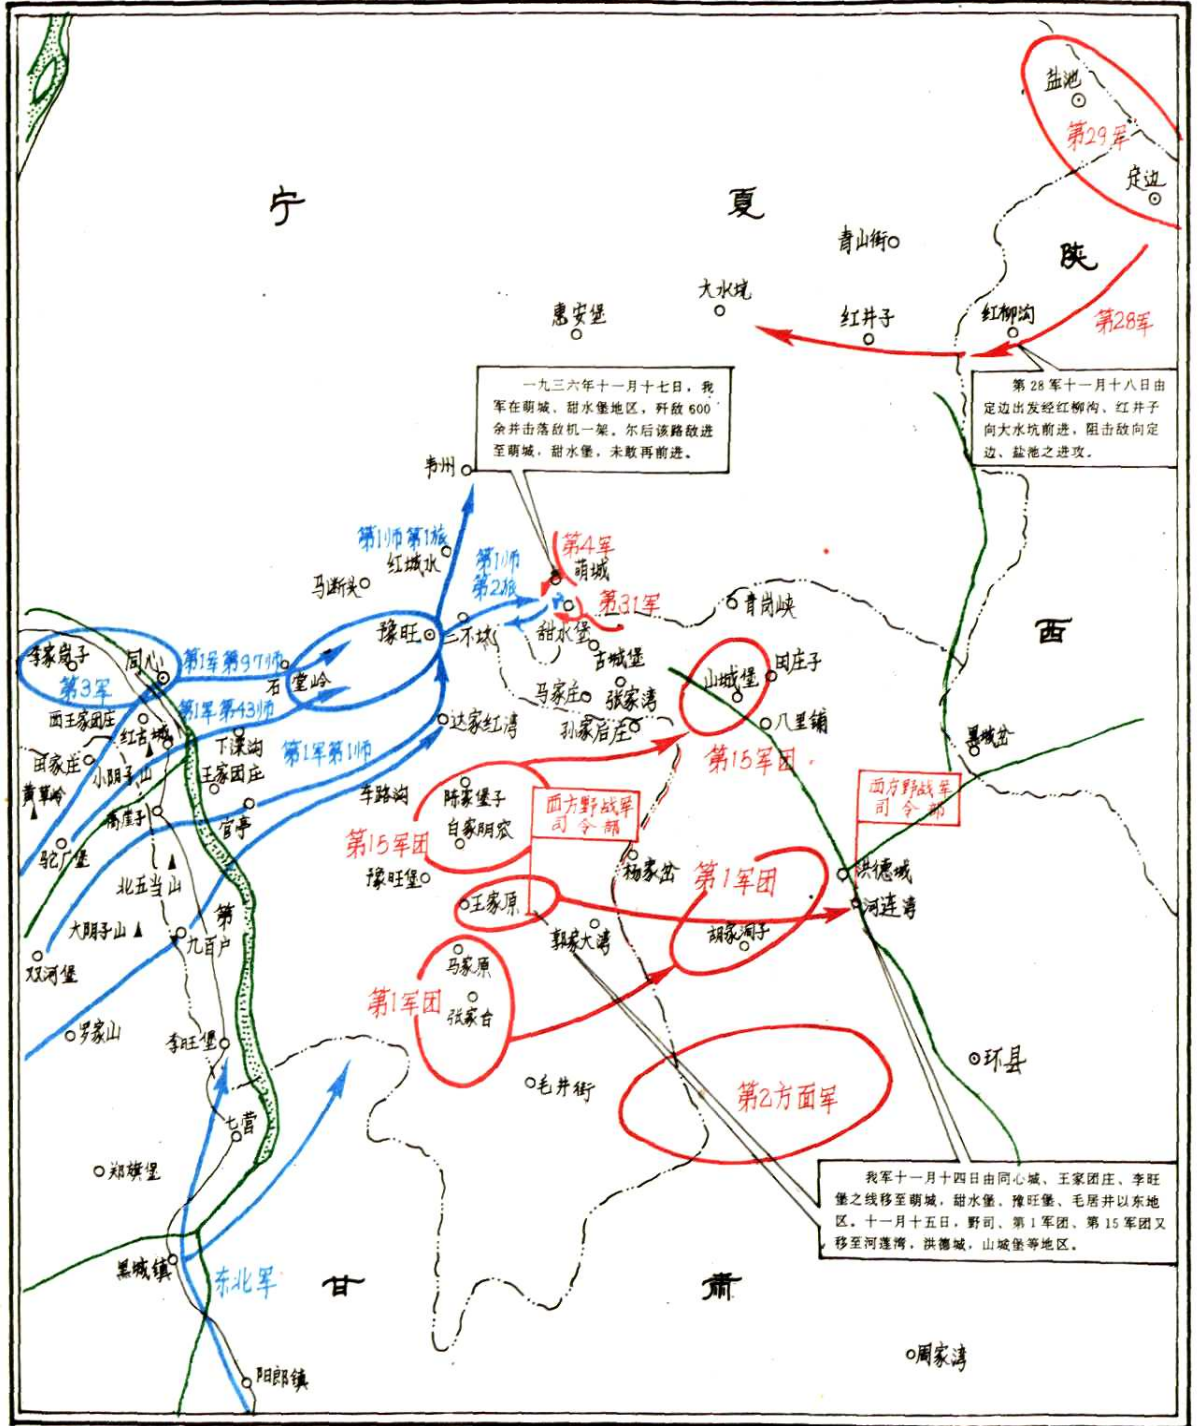 盐池
第29军
定边
宁
夏
陕
青山街
大水坑
惠安堡
红井子
红柳沟
第28军
一九三六年十一月十七日，我
军在萌城、甜水堡地区，歼敌600
余并击落敌机一架。尔后该路敌进
至萌城，甜水堡，未敢再前进。
第28军十一月十八日由
定边出发经红柳沟、红井子
向大水坑前进，阻击敌向定
边、盐池之进攻。
韦州
第1师第1旅
红城水
第1师
第2旅
第4军
萌城
马断头
第31军
青岗峡
西
豫旺
甜水堡
古城堡
李家岚子
同心
第1军第97师
石堂岭
第3军
山城堡
田庄子
马家庄
张家湾
第1军第43师
西王家团庄
红古城
达家红湾
孙家后庄
八里铺
下渠沟
第1军第1师
田家庄
小阴子山
王家团庄
第15军团
黑城岔
黄草岭
车路沟
陈家堡子
西方野战军
司令部
西方野战军
司令部
高崖子
官亭
第15军团
白家明窑
驼厂堡
豫旺堡
杨家岔
第1军团
洪德城
北五当山
王家原
河连湾
第
大阴子山
九百户
郭家大湾
胡家洞子
双河堡
马家原
第1军团
张家台
罗家山
李旺堡
环县
毛井街
第2方面军
七营
郑旗堡
我军十一月十四日由同心城、王家团庄、李旺
堡之线移至萌城，甜水堡、豫旺堡、毛居井以东地
区。十一月十五日，野司、第1军团、第15军团又
移至河莲湾，洪德城，山城堡等地区。
黑城镇
东北军
甘
肃
周家湾
阳郎镇